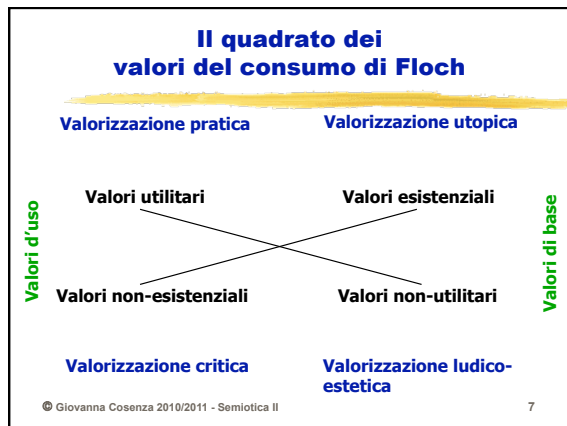 Il quadrato dei
valori del consumo di Floch
Valorizzazione pratica
Valorizzazione utopica
Valori d'uso
Valori utilitari
Valori esistenziali
Valori di base
Valori non-esistenziali
Valori non-utilitari
Valorizzazione critica
Valorizzazione ludico-
estetica
© Giovanna Cosenza 2010/2011 - Semiotica II
7